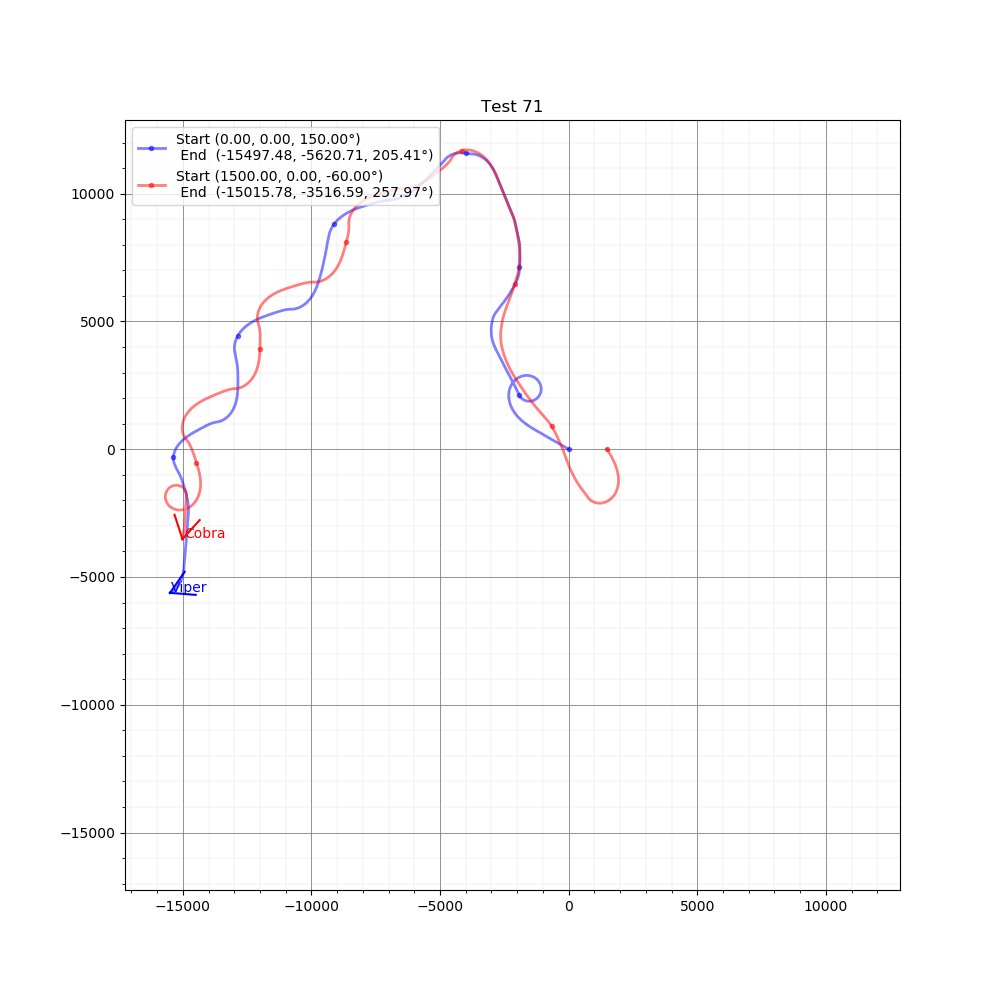 Test 71
Start (0.00, 0.00, 150.00°)
End (-15497.48, -5620.71, 205.41°)
Start (1500.00, 0.00, -60.00°)
End (-15015.78, -3516.59, 257.97°)
10000
5000
0
−5000
−10000
−15000
Cobra
Viper
−15000 −10000 −5000 0 5000 10000